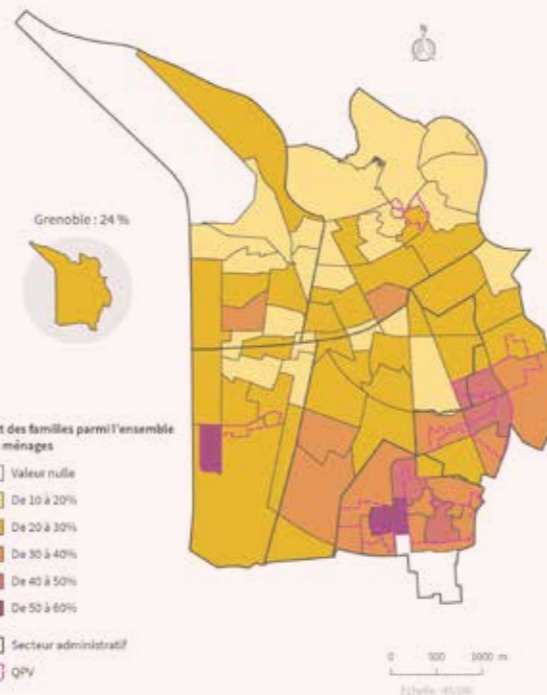 N
Grenoble : 24 %
t des familles parmi l'ensemble
ménages
Valeur nulle
De 10 à 20%
De 20 à 30%
De 30 à 40%
De 40 à 50%
De 50 à 60%
Secteur administratif
QPV
0 500 1000 m